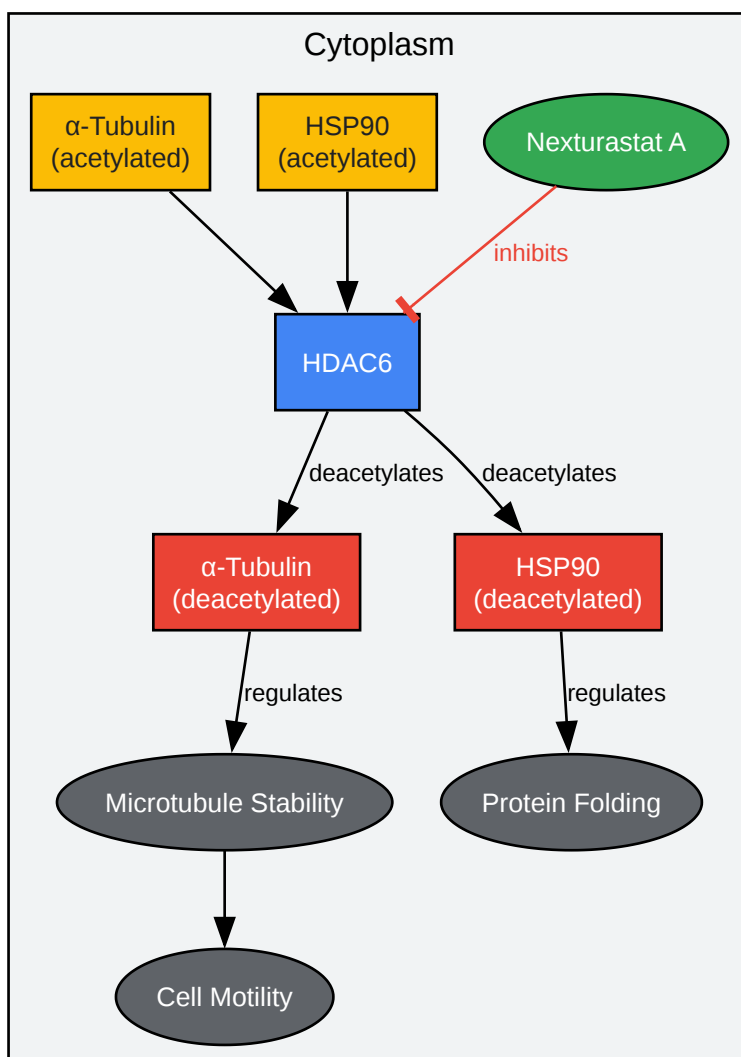 Cytoplasm
α-Tubulin
(acetylated)
HSP90
(acetylated)
Nexturastat A
inhibits
HDAC6
deacetylates
deacetylates
α-Tubulin
(deacetylated)
HSP90
(deacetylated)
regulates
regulates
Microtubule Stability
Protein Folding
Cell Motility